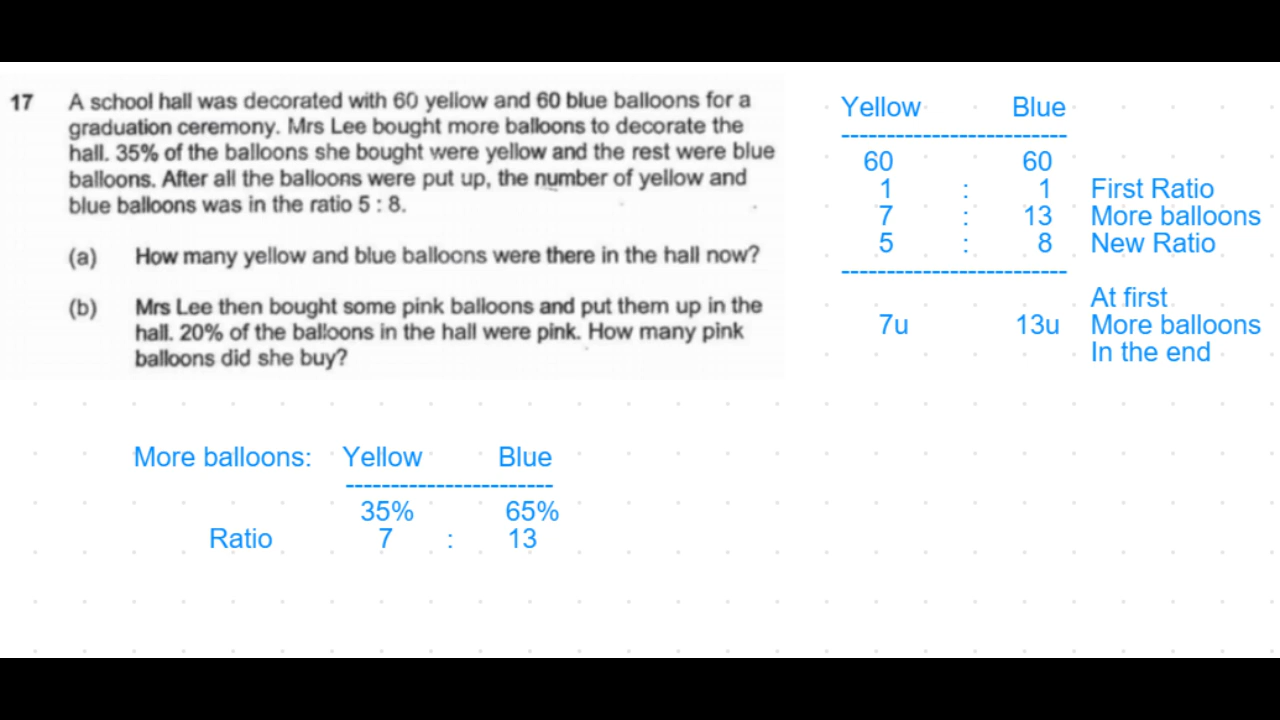 17 A school hall was decorated with 60 yellow and 60 blue balloons for a
graduation ceremony. Mrs Lee bought more balloons to decorate the
hall. 35% of the balloons she bought were yellow and the rest were blue
balloons. After all the balloons were put up, the number of yellow and
blue balloons was in the ratio 5 : 8.
(a) How many yellow and blue balloons were there in the hall now?
(b) Mrs Lee then bought some pink balloons and put them up in the
hall. 20% of the balloons in the hall were pink. How many pink
balloons did she buy?
Yellow Blue
-------------------------
60 60
1 : 1 First Ratio
7 : 13 More balloons
5 : 8 New Ratio
-------------------------
At first
7u 13u More balloons
In the end
More balloons: Yellow Blue
-----------------------
35% 65%
Ratio 7 : 13